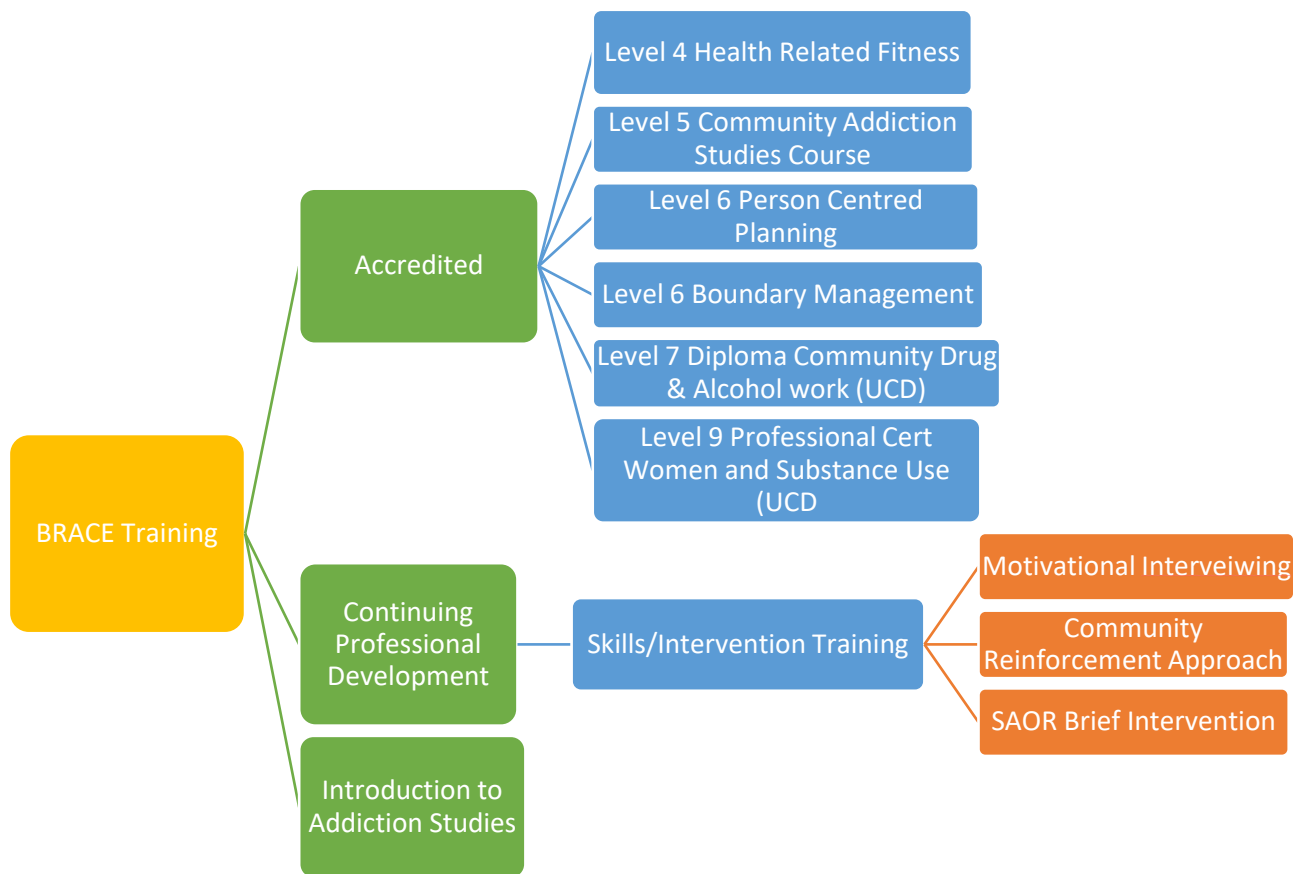 BRACE Training
Accredited
Level 4 Health Related Fitness
Level 5 Community Addiction
Studies Course
Level 6 Person Centred
Planning
Level 6 Boundary Management
Level 7 Diploma Community Drug
& Alcohol work (UCD)
Level 9 Professional Cert
Women and Substance Use
(UCD
Continuing
Professional
Development
Skills/Intervention Training
Motivational Interveiwing
Community
Reinforcement Approach
SAOR Brief Intervention
Introduction to
Addiction Studies